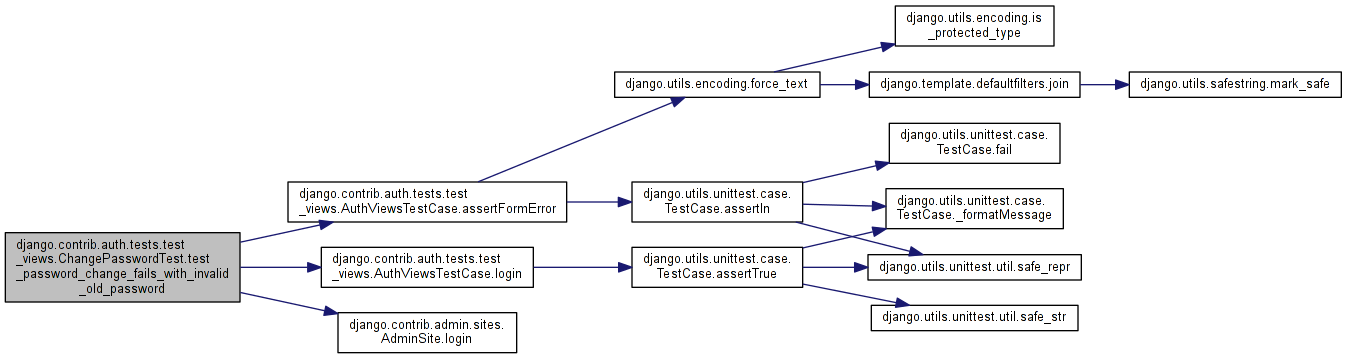 django.utils.encoding.is
_protected_type
django.utils.encoding.force_text
django.template.defaultfilters.join
django.utils.safestring.mark_safe
django.utils.unittest.case.
TestCase.fail
django.contrib.auth.tests.test
_views.AuthViewsTestCase.assertFormError
django.utils.unittest.case.
TestCase.assertIn
django.utils.unittest.case.
TestCase._formatMessage
django.contrib.auth.tests.test
_views.ChangePasswordTest.test
_password_change_fails_with_invalid
_old_password
django.contrib.auth.tests.test
_views.AuthViewsTestCase.login
django.utils.unittest.case.
TestCase.assertTrue
django.utils.unittest.util.safe_repr
django.utils.unittest.util.safe_str
django.contrib.admin.sites.
AdminSite.login